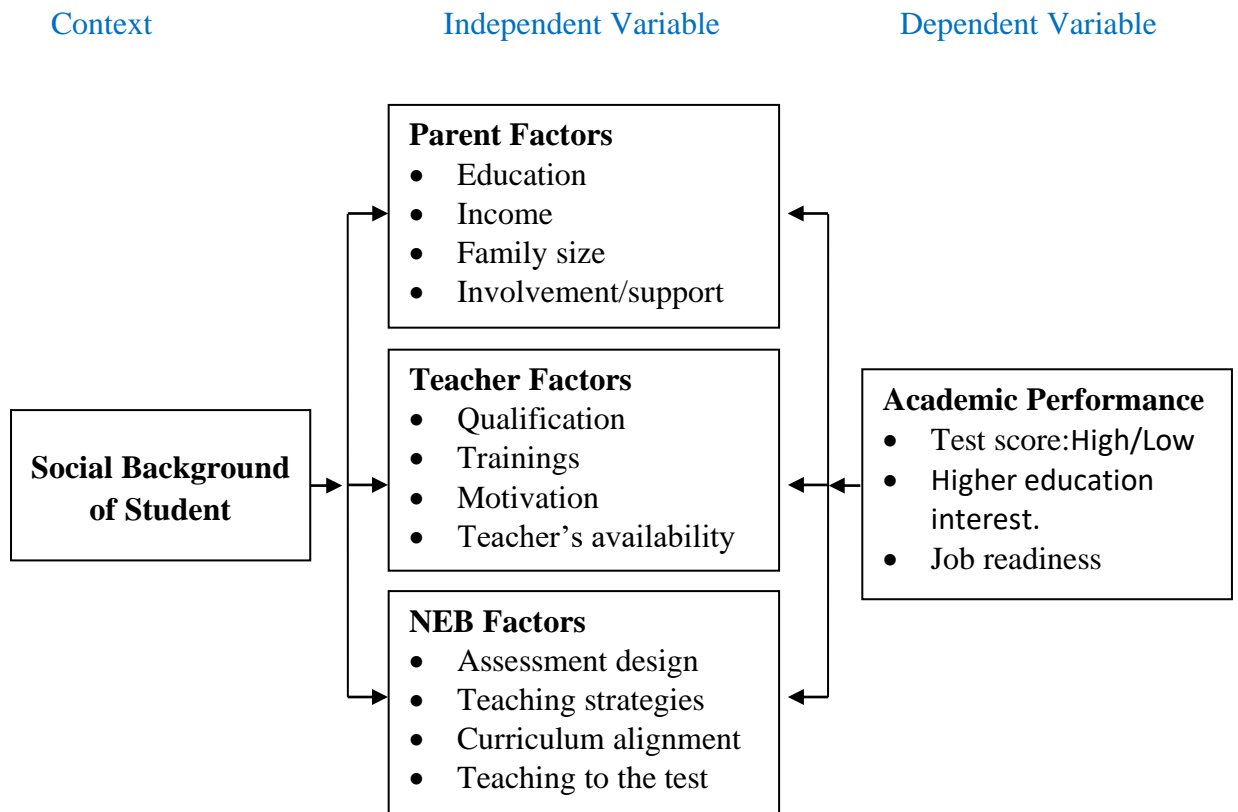 Context Independent Variable Dependent Variable
Parent Factors
• Education
• Income
• Family size
• Involvement/support
Social Background
of Student
Teacher Factors
• Qualification
• Trainings
• Motivation
• Teacher’s availability
NEB Factors
• Assessment design
• Teaching strategies
• Curriculum alignment
• Teaching to the test
Academic Performance
• Test score:High/Low
• Higher education
interest.
• Job readiness